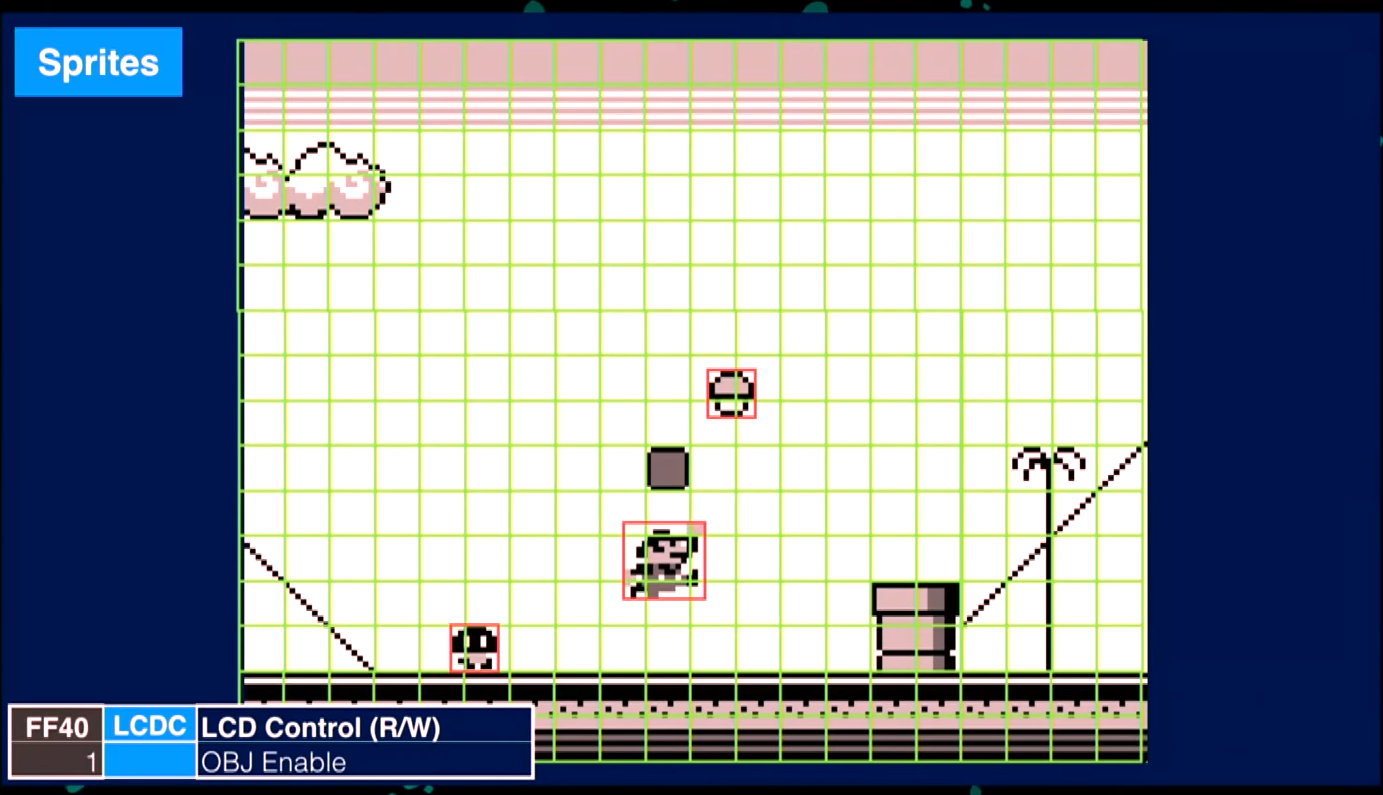 Sprites
FF40 LCDC LCD Control (R/W)
1 OBJ Enable